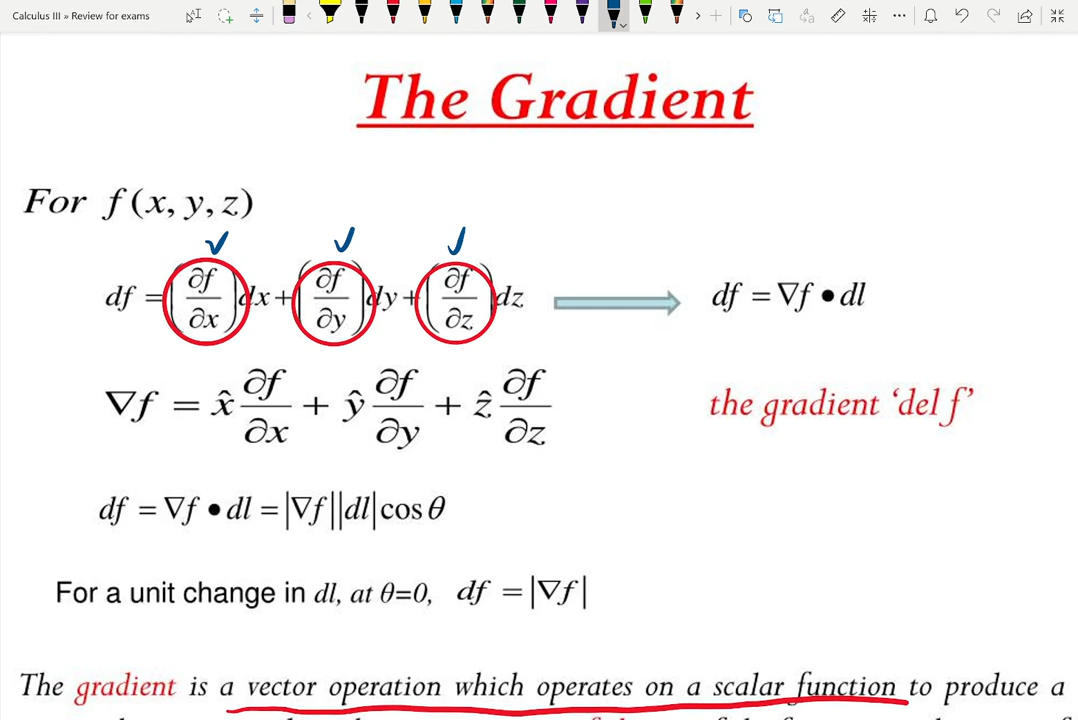 Calculus III » Review for exams
The Gradient
For f(x, y, z)
df = (∂f/∂x)dx + (∂f/∂y)dy + (∂f/∂z)dz df = ∇f • dl
∇f = x̂ ∂f/∂x + ŷ ∂f/∂y + ẑ ∂f/∂z the gradient ‘del f’
df = ∇f • dl = |∇f||dl| cos θ
For a unit change in dl, at θ=0, df = |∇f|
The gradient is a vector operation which operates on a scalar function to produce a